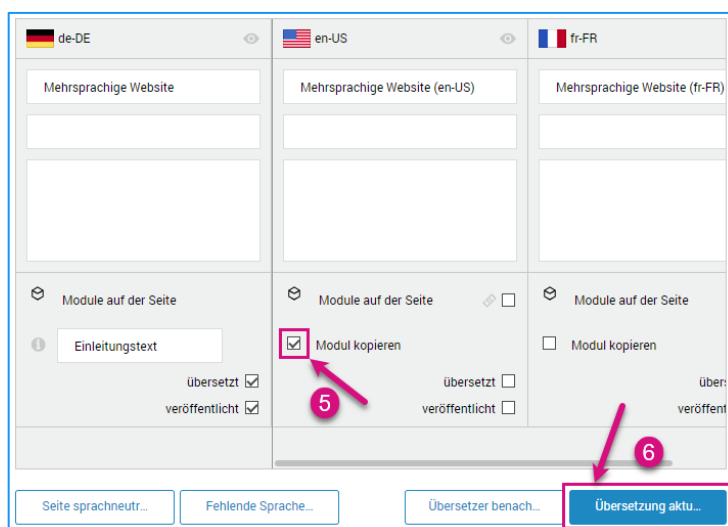 de-DE
en-US
fr-FR
Mehrsprachige Website
Mehrsprachige Website (en-US)
Mehrsprachige Website (fr-FR)
Module auf der Seite
Module auf der Seite
Module auf der Seite
Einleitungstext
Modul kopieren
Modul kopieren
übersetzt
übersetzt
übers
veröffentlicht
veröffentlicht
veröffent
5
6
Seite sprachneutr...
Fehlende Sprache...
Übersetzer benach...
Übersetzung aktu...